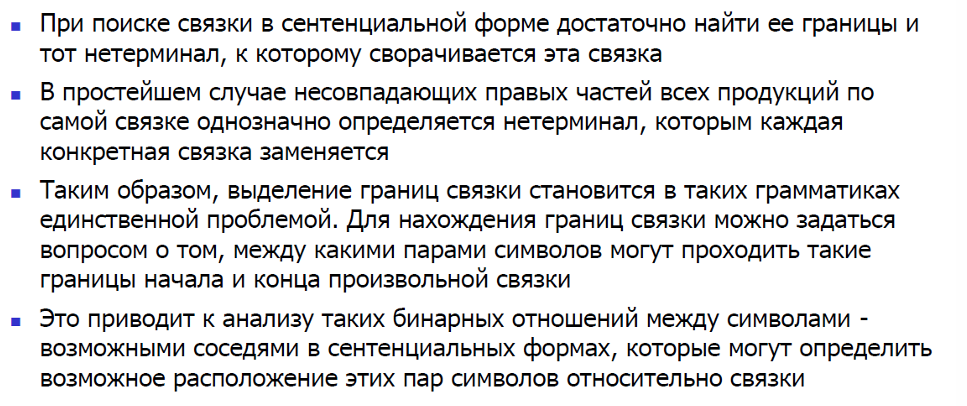 При поиске связки в сентенциальной форме достаточно найти ее границы и
тот нетерминал, к которому сворачивается эта связка
В простейшем случае несовпадающих правых частей всех продукций по
самой связке однозначно определяется нетерминал, которым каждая
конкретная связка заменяется
Таким образом, выделение границ связки становится в таких грамматиках
единственной проблемой. Для нахождения границ связки можно задаться
вопросом о том, между какими парами символов могут проходить такие
границы начала и конца произвольной связки
Это приводит к анализу таких бинарных отношений между символами -
возможными соседями в сентенциальных формах, которые могут определить
возможное расположение этих пар символов относительно связки